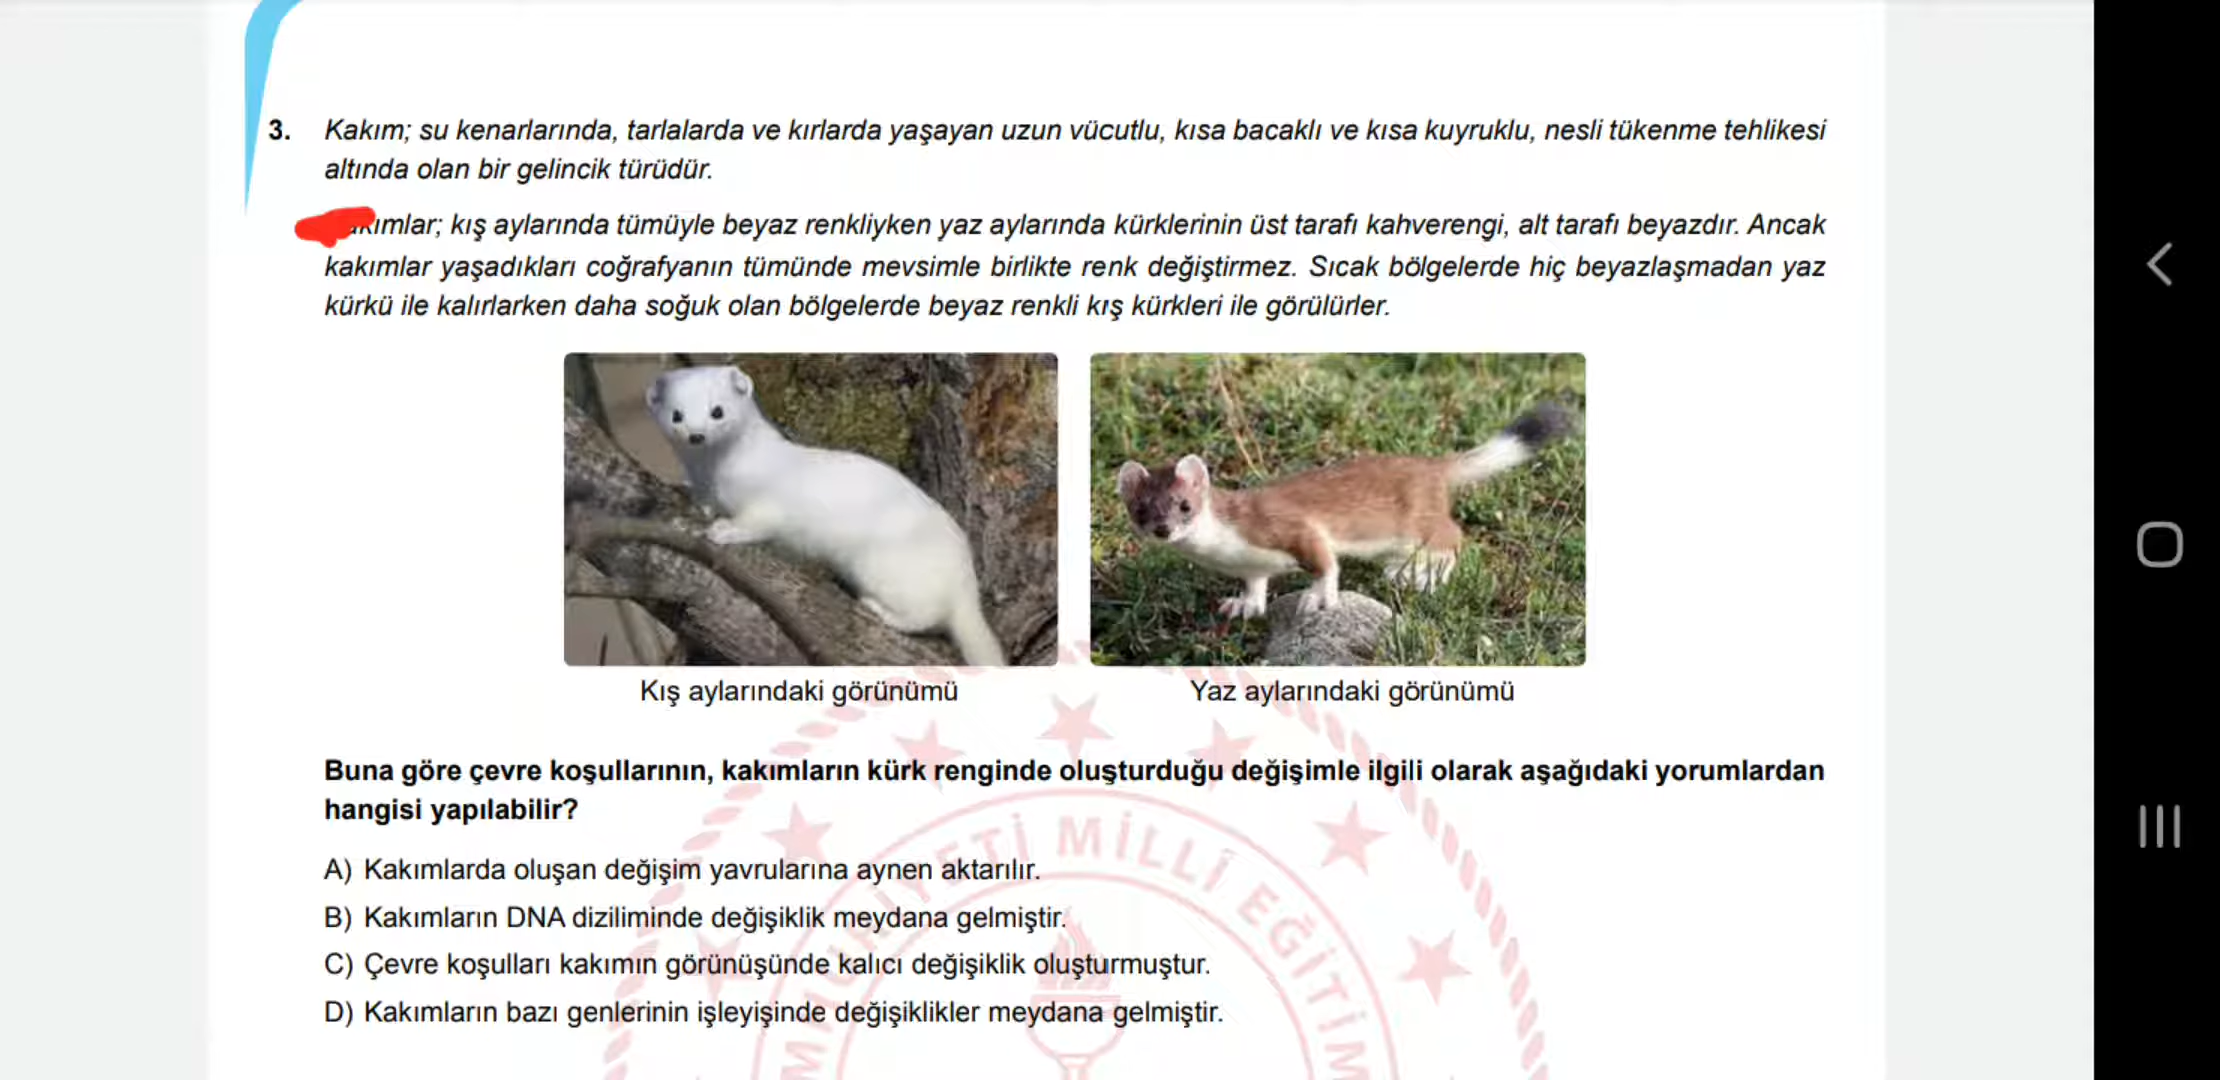 3. Kakım; su kenarlarında, tarlalarda ve kırlarda yaşayan uzun vücutlu, kısa bacaklı ve kısa kuyruklu, nesli tükenme tehlikesi
altında olan bir gelincik türüdür.
kımlar; kış aylarında tümüyle beyaz renkliyken yaz aylarında kürklerinin üst tarafı kahverengi, alt tarafı beyazdır. Ancak
kakımlar yaşadıkları coğrafyanın tümünde mevsimle birlikte renk değiştirmez. Sıcak bölgelerde hiç beyazlaşmadan yaz
kürkü ile kalırlarken daha soğuk olan bölgelerde beyaz renkli kış kürkleri ile görülürler.
Kış aylarındaki görünümü
Yaz aylarındaki görünümü
Buna göre çevre koşullarının, kakımların kürk renginde oluşturduğu değişimle ilgili olarak aşağıdaki yorumlardan
hangisi yapılabilir?
A) Kakımlarda oluşan değişim yavrularına aynen aktarılır.
B) Kakımların DNA diziliminde değişiklik meydana gelmiştir.
C) Çevre koşulları kakımın görünüşünde kalıcı değişiklik oluşturmuştur.
D) Kakımların bazı genlerinin işleyişinde değişiklikler meydana gelmiştir.
MİLLÎ EĞİTİM